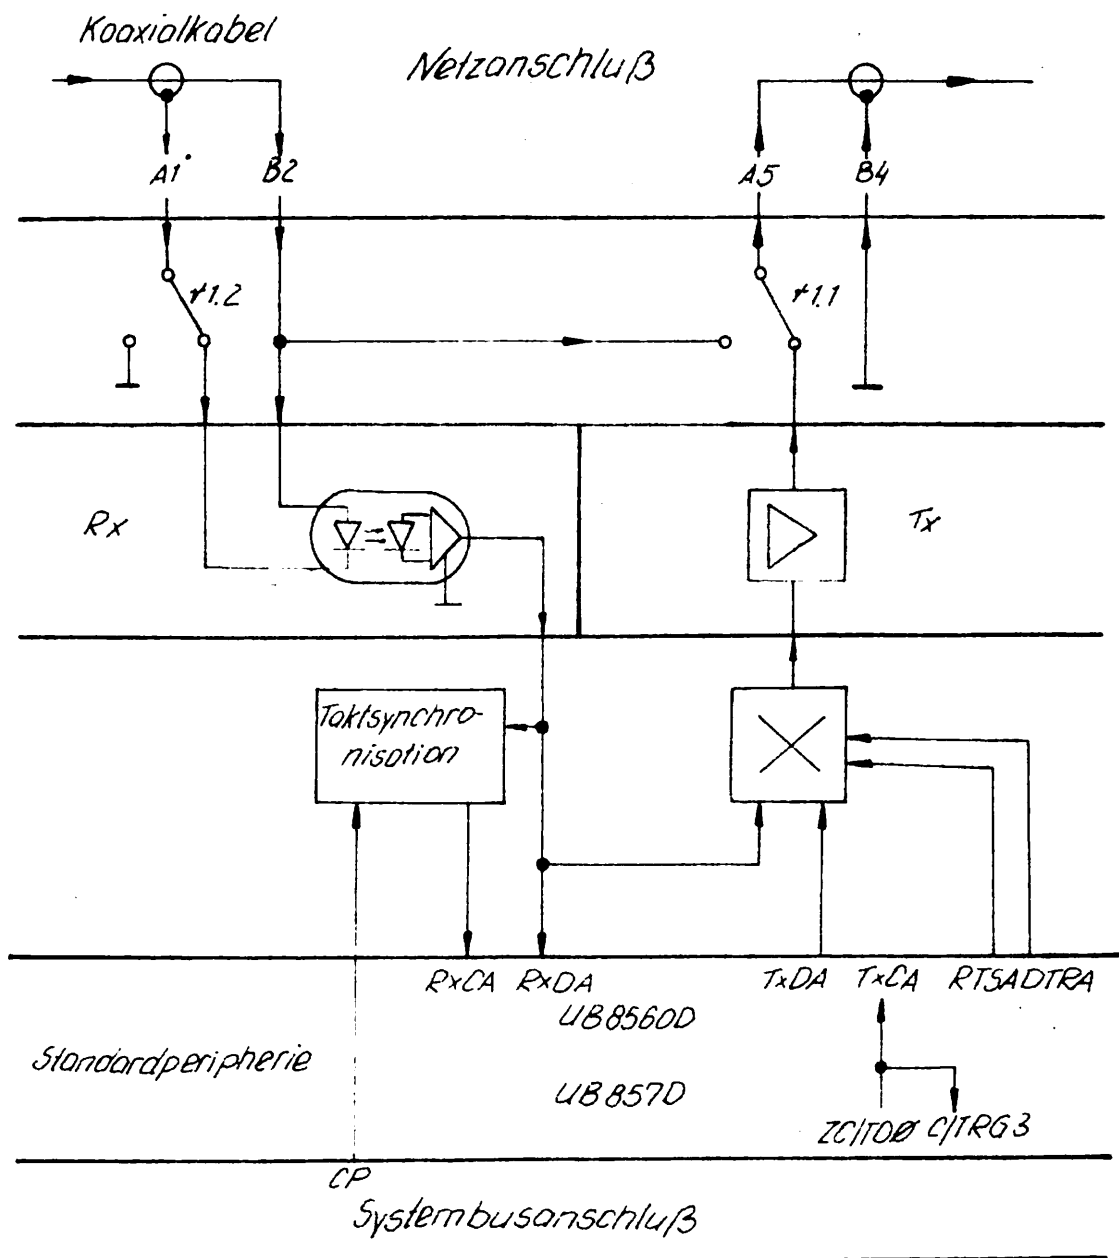 Koaxialkabel
Netzanschluß
A1
B2
A5
B4
r1.2
r1.1
Rx
Tx
Taktsynchro-
nisation
RxCA RxDA
TxDA TxCA RTSA DTRA
UB8560D
Standardperipherie
UB857D
ZC/TO0 C/TRG3
CP
Systembusanschluß